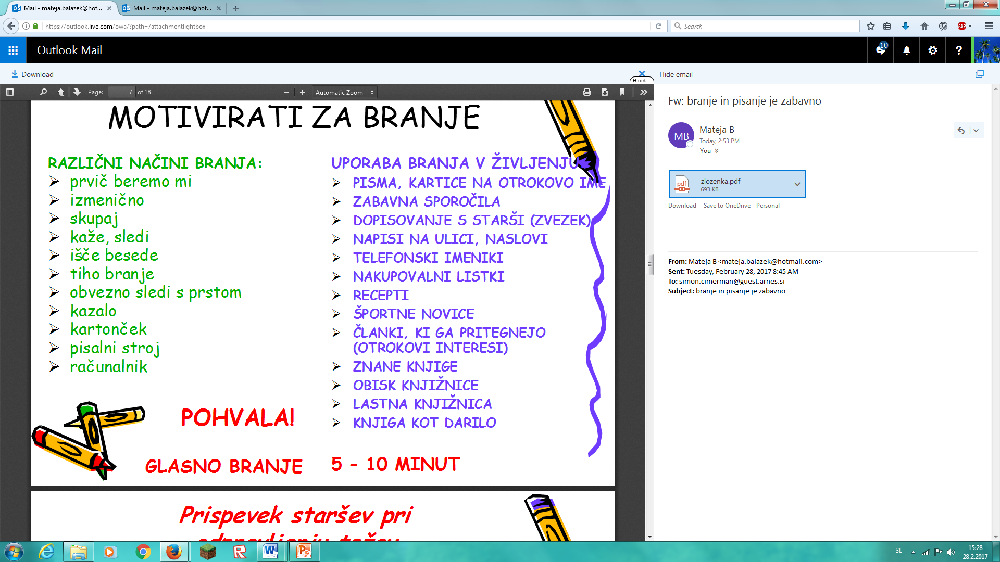 Mail - mateja.balazek@hot...
Mail - mateja.balazek@hot...
https://outlook.live.com/owa/?path=/attachmentlightbox
Search
ABP
Outlook Mail
10
?
Download
Block...
Hide email
Page: 7 of 18
Automatic Zoom
MOTIVIRATI ZA BRANJE
RAZLIČNI NAČINI BRANJA:
prvič beremo mi
izmenično
skupaj
kaže, sledi
išče besede
tiho branje
obvezno sledi s prstom
kazalo
kartonček
pisalni stroj
računalnik
POHVALA!
GLASNO BRANJE
UPORABA BRANJA V ŽIVLJENJU
PISMA, KARTICE NA OTROKOVO IME
ZABAVNA SPOROČILA
DOPISOVANJE S STARŠI (ZVEZEK)
NAPISI NA ULICI, NASLOVI
TELEFONSKI IMENIKI
NAKUPOVALNI LISTKI
RECEPTI
ŠPORTNE NOVICE
ČLANKI, KI GA PRITEGNEJO
(OTROKOVI INTERESI)
ZNANE KNJIGE
OBISK KNJIŽNICE
LASTNA KNJIŽNICA
KNJIGA KOT DARILO
5 - 10 MINUT
Prispevek staršev pri
Fw: branje in pisanje je zabavno
MB
Mateja B
Today, 2:53 PM
You
pdf
zlozenka.pdf
693 KB
Download Save to OneDrive - Personal
From: Mateja B <mateja.balazek@hotmail.com>
Sent: Tuesday, February 28, 2017 8:45 AM
To: simon.cimerman@guest.arnes.si
Subject: branje in pisanje je zabavno
SL
15:28
28.2.2017